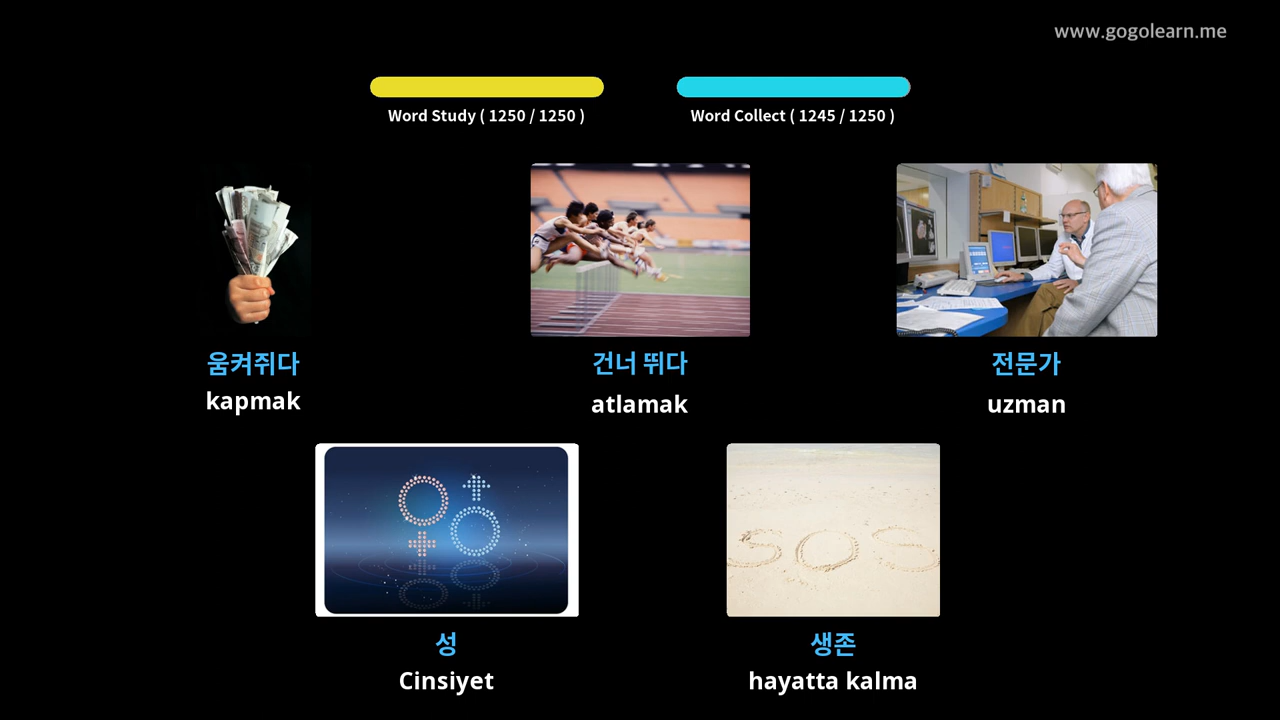 www.gogolearn.me
Word Study ( 1250 / 1250 )
Word Collect ( 1245 / 1250 )
움켜쥐다
kapmak
건너 뛰다
atlamak
전문가
uzman
SOS
성
Cinsiyet
생존
hayatta kalma